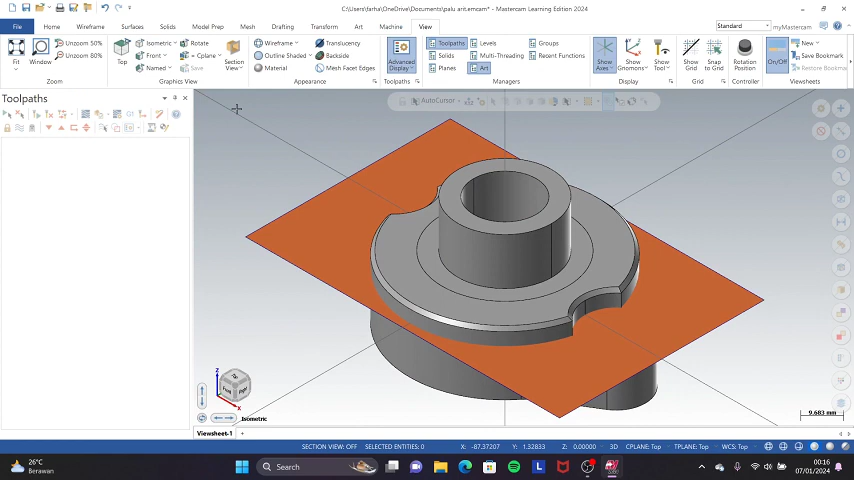 C:\Users\farha\OneDrive\Documents\palu arit.emcam* - Mastercam Learning Edition 2024
File Home Wireframe Surfaces Solids Model Prep Mesh Drafting Transform Art Machine View
Standard myMastercam
Fit Window Unzoom 50% Unzoom 80% Zoom
Top Isometric Front Named Rotate = Cplane Section View Graphics View
Wireframe Outline Shaded Material Translucency Backside Mesh Facet Edges Appearance
Advanced Display Toolpaths
Toolpaths Solids Planes Levels Multi-Threading Art Groups Recent Functions Managers
Show Axes Show Gnomons Show Tool Display
Show Grid Snap to Grid Grid
Rotation Position Controller
On/Off New Save Bookmark Restore Bookmark Viewsheets
Toolpaths
AutoCursor
Z
X
Top
Front
Right
Isometric
9.683 mm
Viewsheet-1 +
SECTION VIEW: OFF SELECTED ENTITIES: 0 X: -87.37207 Y: 1.32833 Z: 0.00000 3D CPLANE: Top TPLANE: Top WCS: Top
26°C
Berawan
Search
00:16
07/01/2024